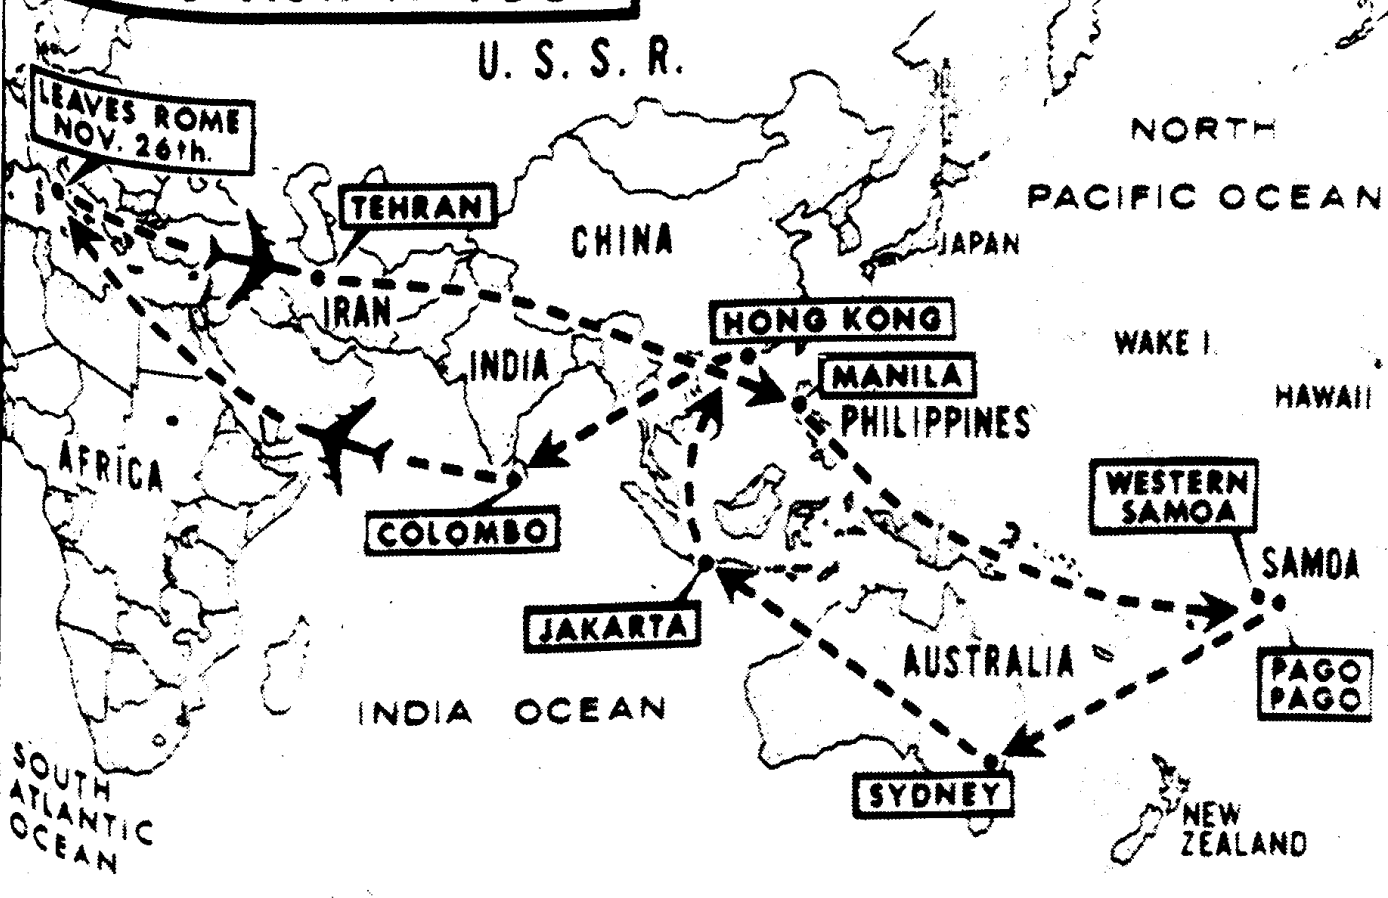 U. S. S. R.
LEAVES ROME
NOV. 26th.
NORTH
PACIFIC OCEAN
TEHRAN
CHINA
JAPAN
IRAN
HONG KONG
INDIA
WAKE I.
MANILA
HAWAII
PHILIPPINES
AFRICA
WESTERN
SAMOA
COLOMBO
SAMOA
JAKARTA
AUSTRALIA
PAGO
PAGO
INDIA OCEAN
SOUTH
ATLANTIC
OCEAN
SYDNEY
NEW
ZEALAND